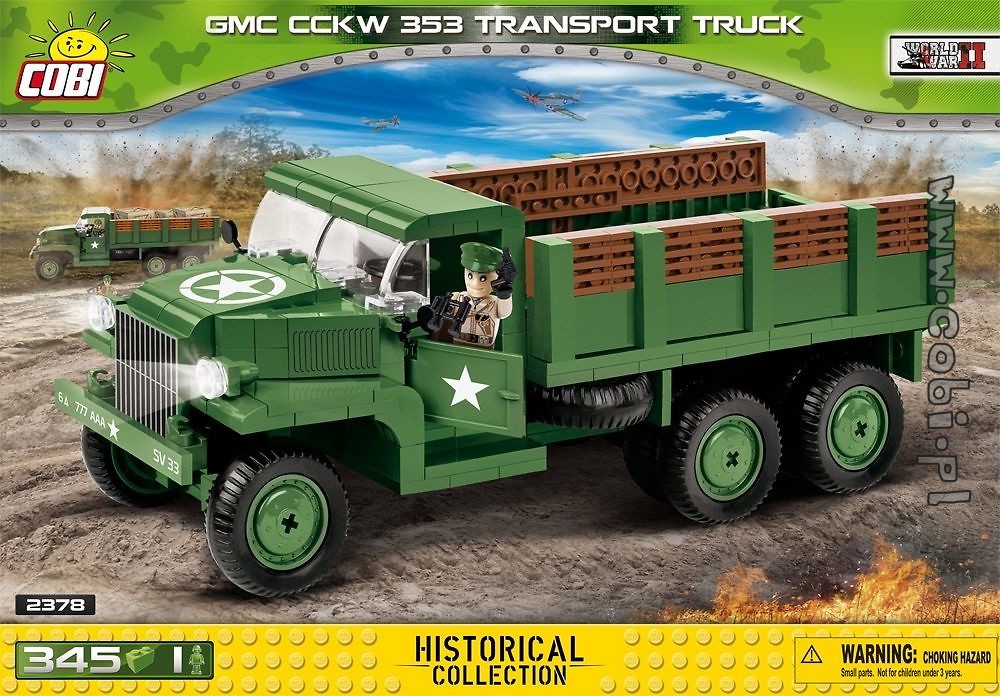 GMC CCKW 353 TRANSPORT TRUCK
COBI
WORLD WAR II
www.cobi.pl
6∆ 777 AAA
SV 33
2378
345
1
HISTORICAL
COLLECTION
WARNING: CHOKING HAZARD
Small parts. Not for children under 3 years.